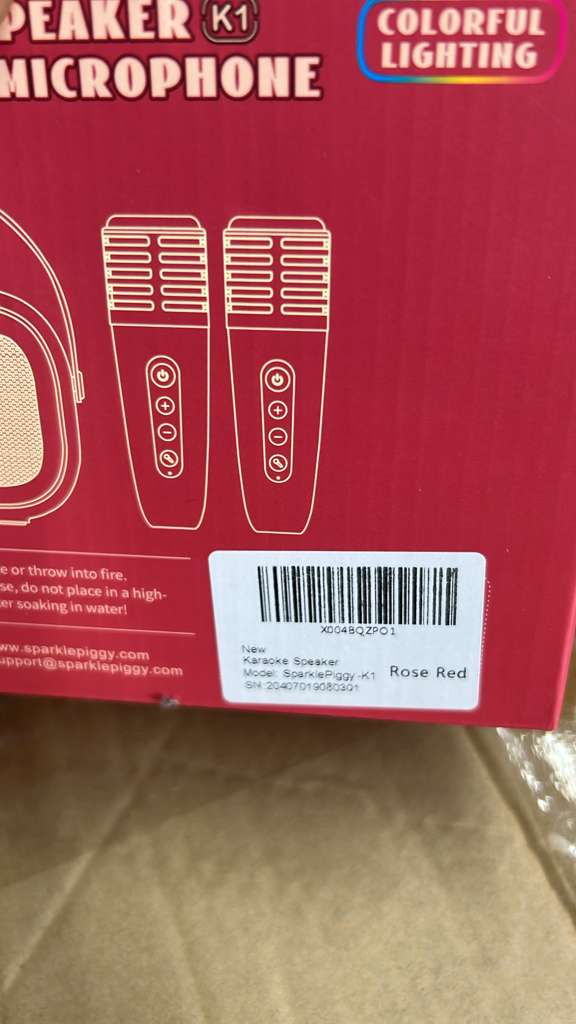 PEAKER K1
MICROPHONE
COLORFUL
LIGHTING
e or throw into fire.
se, do not place in a high-
er soaking in water!
ww.sparklepiggy.com
upport@sparklepiggy.com
X004BQZPO1
New
Karaoke Speaker
Model: SparklePiggy-K1
Rose Red
SN:20407019080301